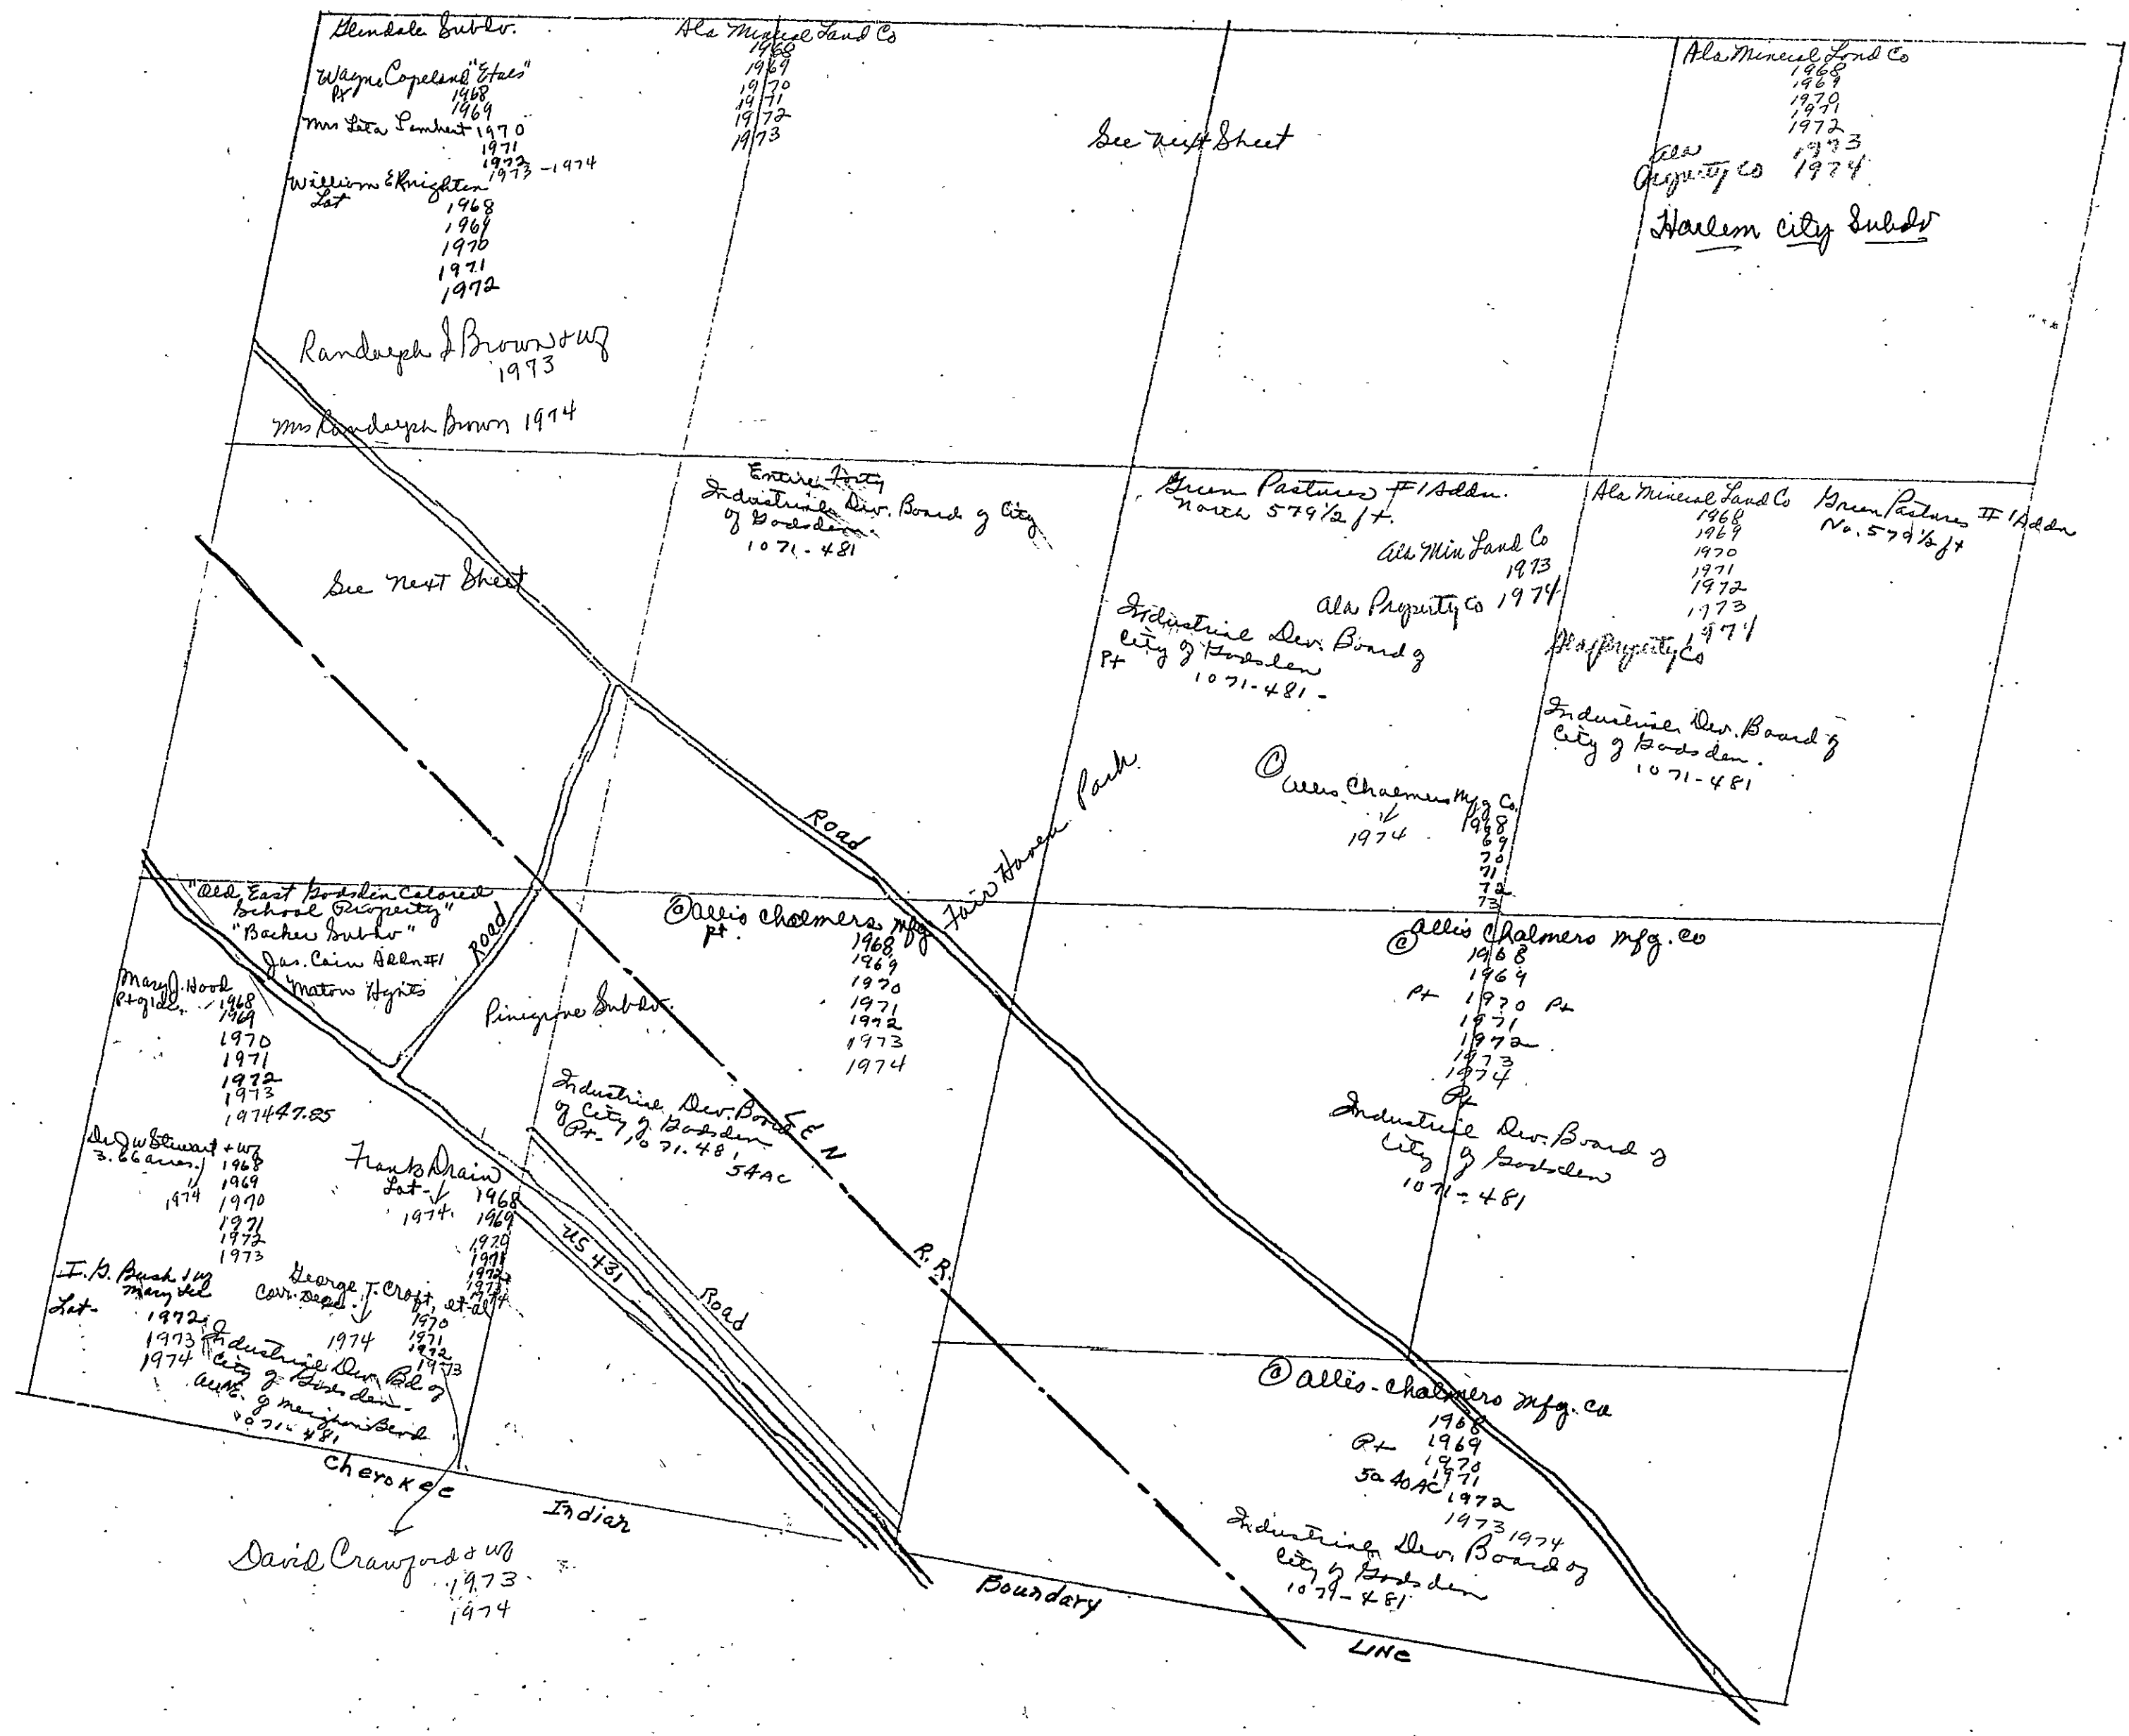 Glendale Subdv.
Wayne Copeland "Etals"
Pt 1968
1969
Mrs Leta Lambert 1970
1971
1972
1973 - 1974
William E Knighten
Lot
1968
1969
1970
1971
1972
Randolph J Brown & wf
1973
Mrs Randolph Brown 1974
Ala Mineral Land Co
1968
1969
1970
1971
1972
1973
See next Sheet
Ala Mineral Land Co
1968
1969
1970
1971
1972
1973
Ala
Property Co 1974
Harlem City Subdv
See Next Sheet
Entire Forty
Industrial Dev. Board of City
of Gadsden
1071-481
Green Pastures #1 Addn.
North 579 1/2 ft.
Ala Min Land Co
1973
Ala Property Co 1974
Industrial Dev. Board of
City of Gadsden
Pt
1071-481 -
© Allis Chalmers Mfg Co.
1974
1968
69
70
71
72
73
Ala Mineral Land Co
1968
1969
1970
1971
1972
1973
1974
Ala Property Co
Green Pastures #1 Addn
No. 579 1/2 ft
Industrial Dev. Board of
City of Gadsden.
1071-481
Road
Fair Haven Park
"Old East Gadsden Colored
School Property"
"Backer Subdv"
Jas. Cain Addn #1
Road
Mary J. Hood
1968
1969
1970
1971
1972
1973
1974 47.85
Dr J W Stewart & wf
3.66 acres
1968
1969
1974 1970
1971
1972
1973
I. G. Bush & wf
Mary Lee
Lot-
1972
1973
1974
Frank Drain
Lot-
1974
1968
1969
1970
1971
1972
1973
1974
George T. Croft, et-al
1974
1970
1971
1972
1973
Industrial Dev. Bd of
City of Gadsden-
All N.E. of Meighan Blvd
1071-481
Pinegrove Subdv.
© Allis Chalmers Mfg
pt.
1968
1969
1970
1971
1972
1973
1974
Industrial Dev. Board
of City of Gadsden
Pt- 1071-481
54AC
L & N
R. R.
US 431
Road
© Allis Chalmers Mfg. Co
1968
1969
Pt 1970 Pt
1971
1972
1973
1974
Pt
Industrial Dev. Board of
City of Gadsden
1071-481
© Allis-Chalmers Mfg. Co
1968
Pt 1969
1970
1971
1972
1973 1974
Industrial Dev. Board of
City of Gadsden
1071-481
Cherokee
Indian
Boundary
LINE
David Crawford & wf
1973
1974